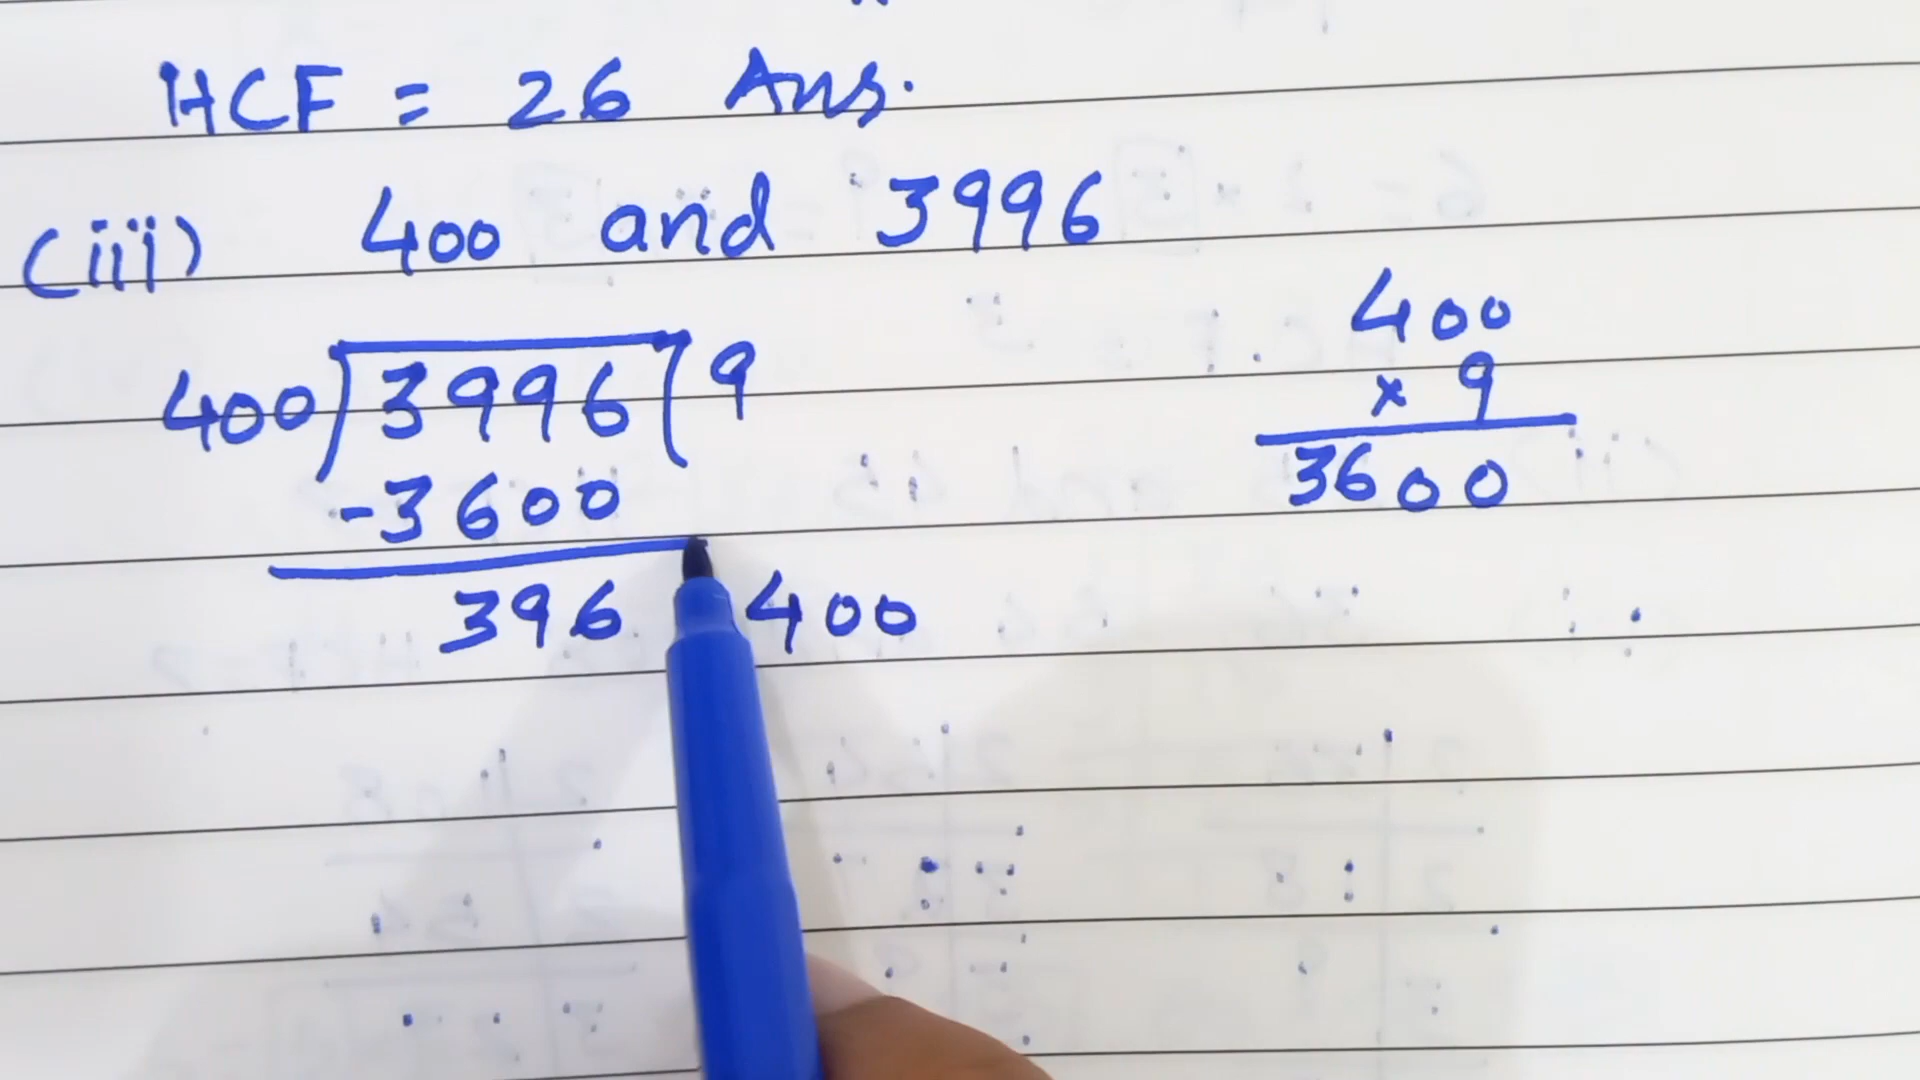 HCF = 26 Ans.
(iii) 400 and 3996
400
400 ) 3996 ( 9
× 9
-3600
3600
396 400